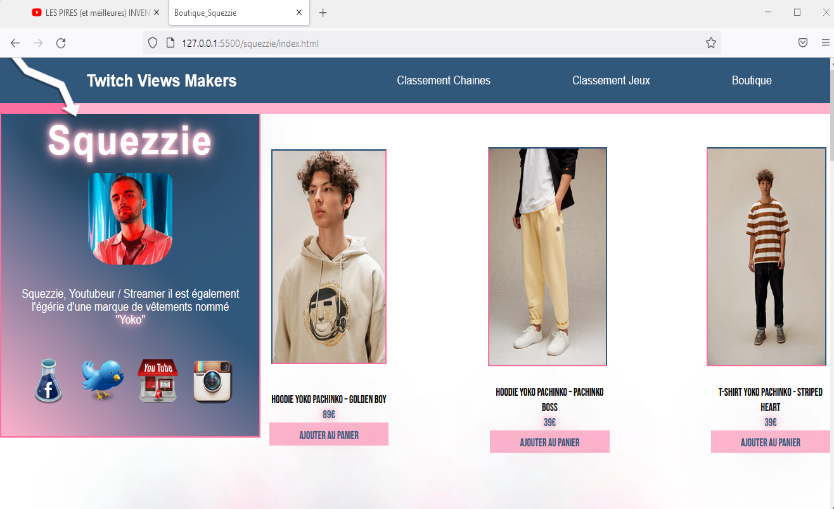 LES PIRES (et meilleures) INVEN
Boutique_Squezzie
127.0.0.1:5500/squezzie/index.html
Twitch Views Makers
Classement Chaines
Classement Jeux
Boutique
Squezzie
Squezzie, Youtubeur / Streamer il est également
l'égérie d'une marque de vêtements nommé
"Yoko"
You Tube
HOODIE YOKO PACHINKO - GOLDEN BOY
89€
AJOUTER AU PANIER
HOODIE YOKO PACHINKO - PACHINKO
BOSS
39€
AJOUTER AU PANIER
T-SHIRT YOKO PACHINKO - STRIPED
HEART
39€
AJOUTER AU PANIER